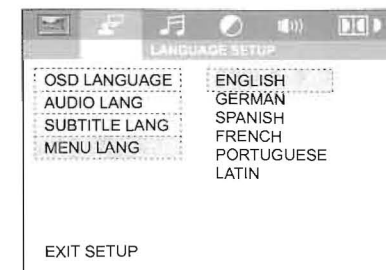 LANGUAGE SETUP
OSD LANGUAGE
AUDIO LANG
SUBTITLE LANG
MENU LANG
ENGLISH
GERMAN
SPANISH
FRENCH
PORTUGUESE
LATIN
EXIT SETUP